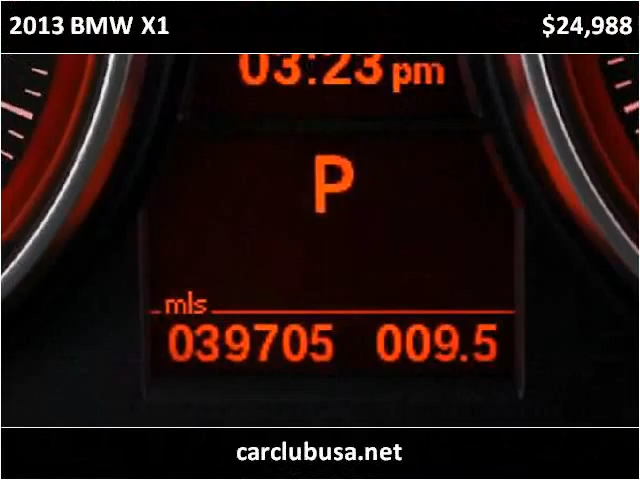 2013 BMW X1 $24,988
03:23 pm
P
mls
039705 009.5
carclubusa.net